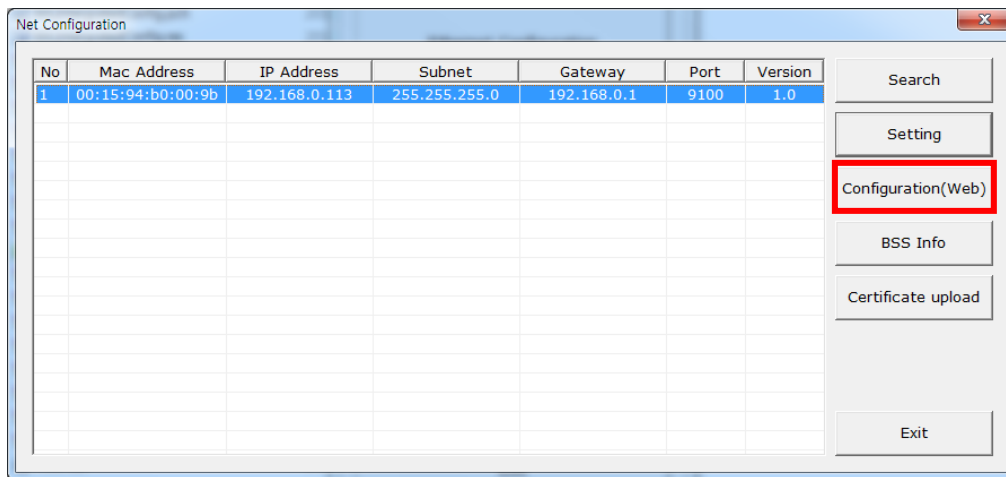 Net Configuration
No Mac Address IP Address Subnet Gateway Port Version
1 00:15:94:b0:00:9b 192.168.0.113 255.255.255.0 192.168.0.1 9100 1.0
Search
Setting
Configuration(Web)
BSS Info
Certificate upload
Exit